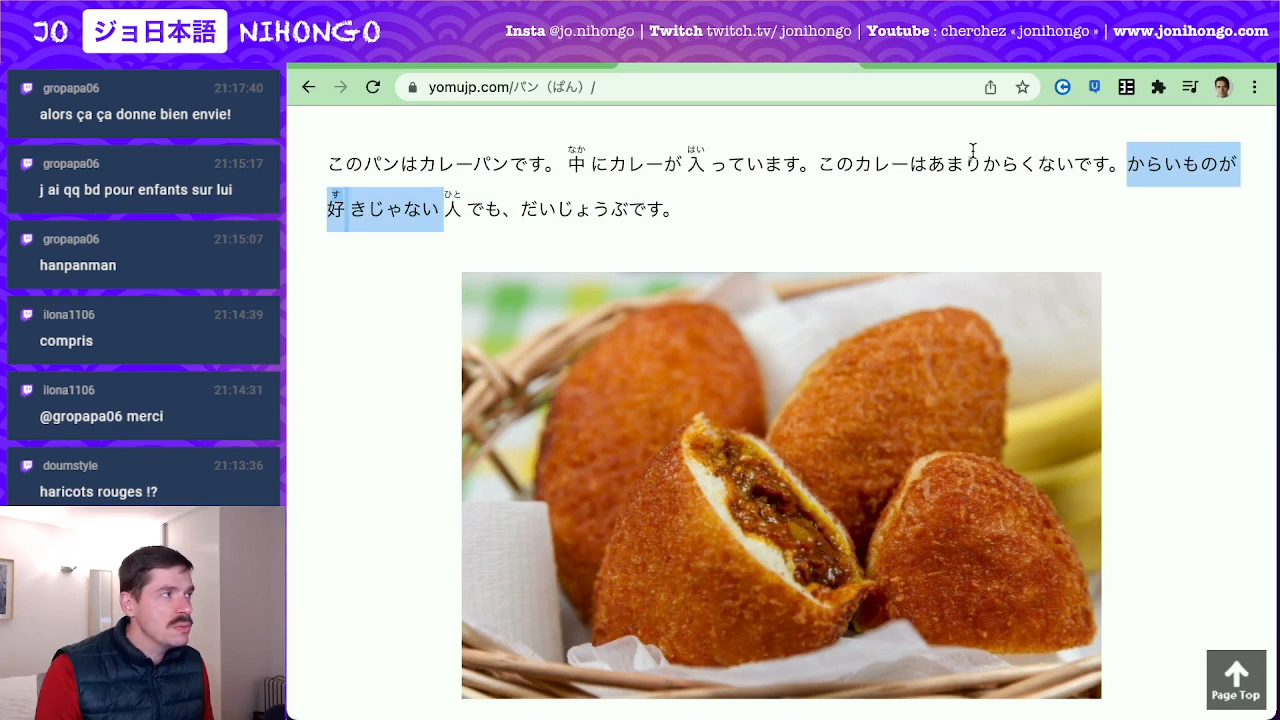 JO ジョ日本語 NIHONGO
Insta @jo.nihongo | Twitch twitch.tv/ jonihongo | Youtube : cherchez « jonihongo » | www.jonihongo.com
gropapa06 21:17:40
alors ça ça donne bien envie!
gropapa06 21:15:17
j ai qq bd pour enfants sur lui
gropapa06 21:15:07
hanpanman
ilona1106 21:14:39
compris
ilona1106 21:14:31
@gropapa06 merci
doumstyle 21:13:36
haricots rouges !?
yomujp.com/パン（ぱん）/
なか はい
このパンはカレーパンです。 中 にカレーが 入 っています。このカレーはあまりからくないです。からいものが
す ひと
好 きじゃない 人 でも、だいじょうぶです。
Page Top